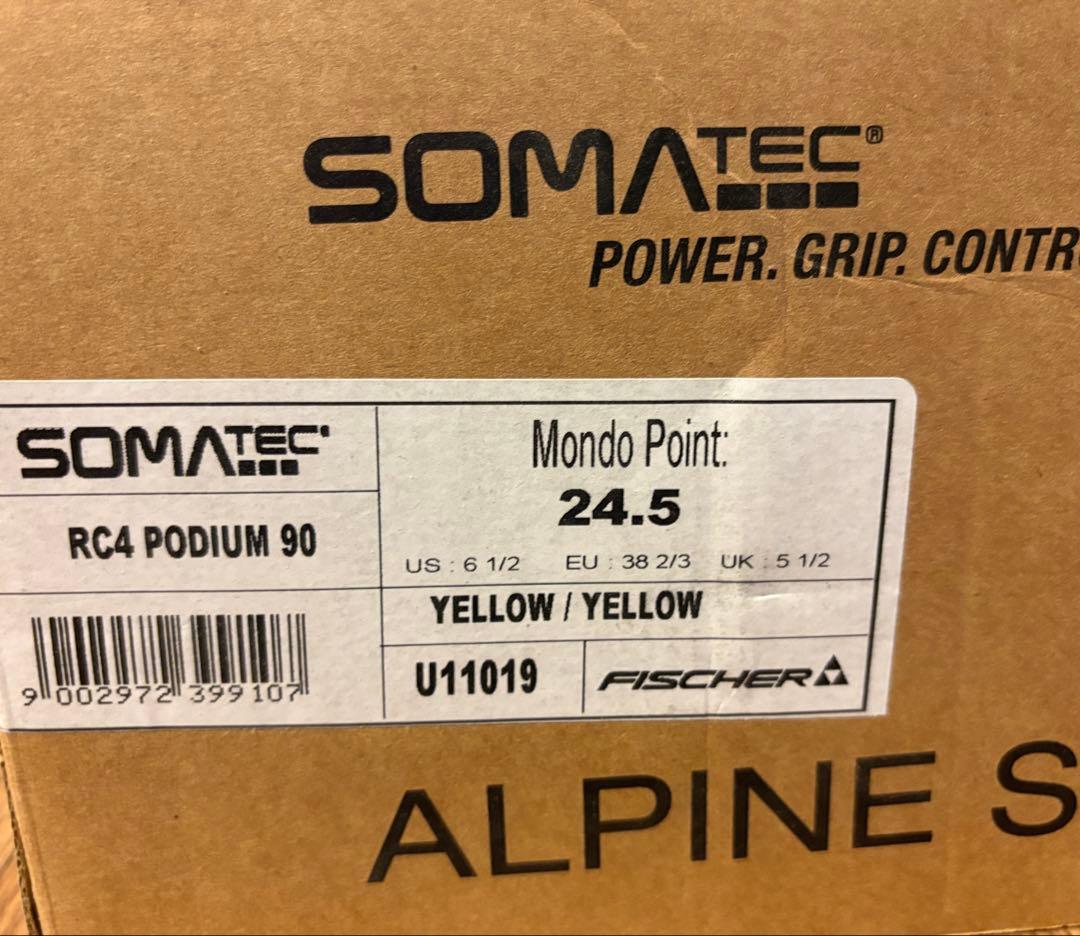 SOMATEC®
POWER. GRIP.
SOMATEC
RC4 PODIUM 90
9 002972 399107
Mondo Point:
24.5
US : 6 1/2 EU : 38 2/3 UK : 5 1/2
YELLOW / YELLOW
U11019 FISCHER
ALPINE S